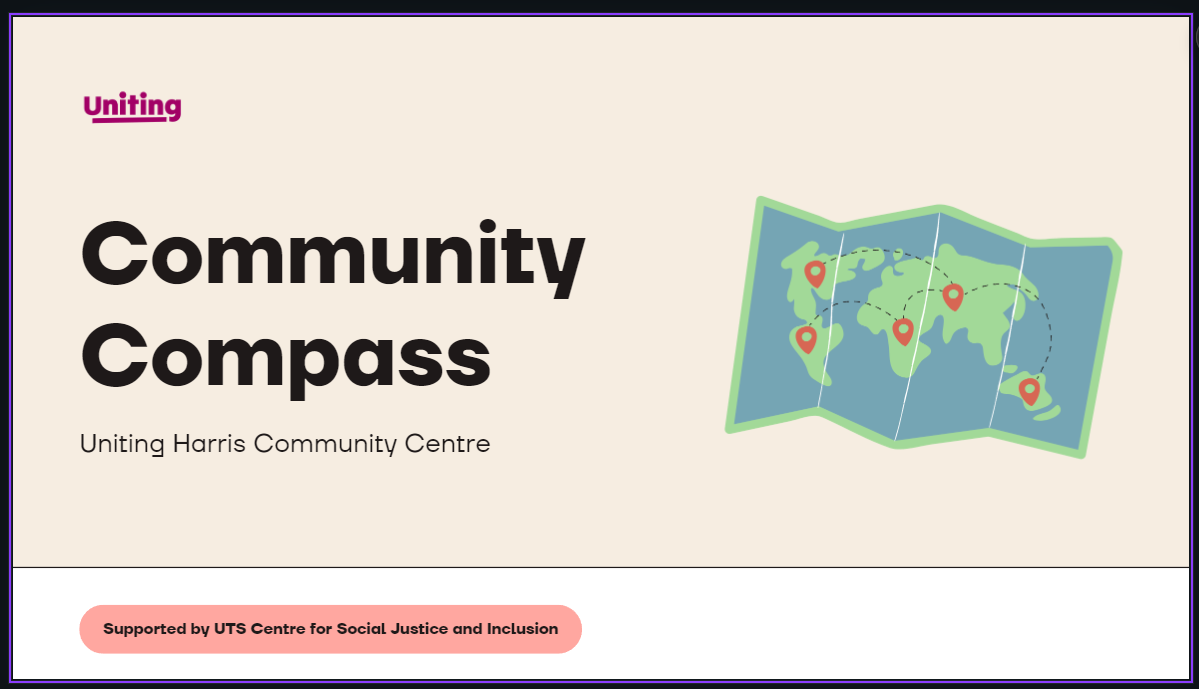 Uniting
Community
Compass
Uniting Harris Community Centre
Supported by UTS Centre for Social Justice and Inclusion